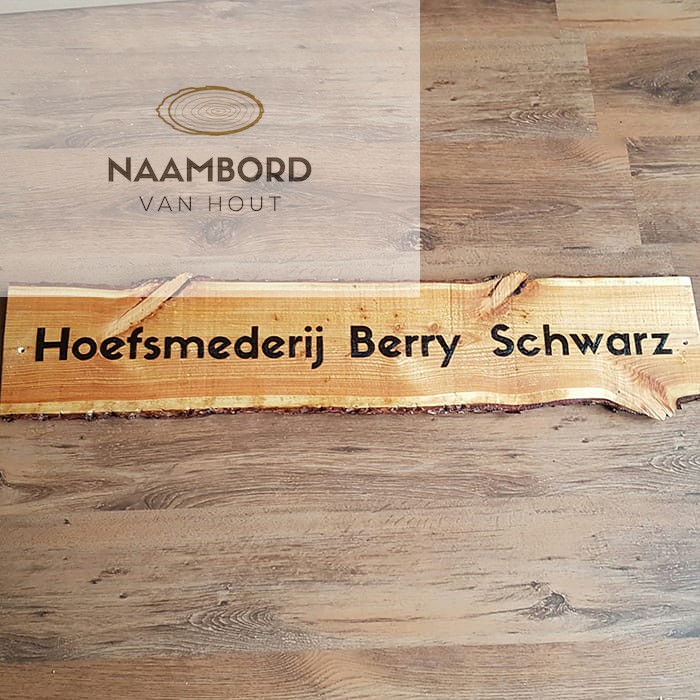 NAAMBORD
VAN HOUT
Hoefsmederij Berry Schwarz